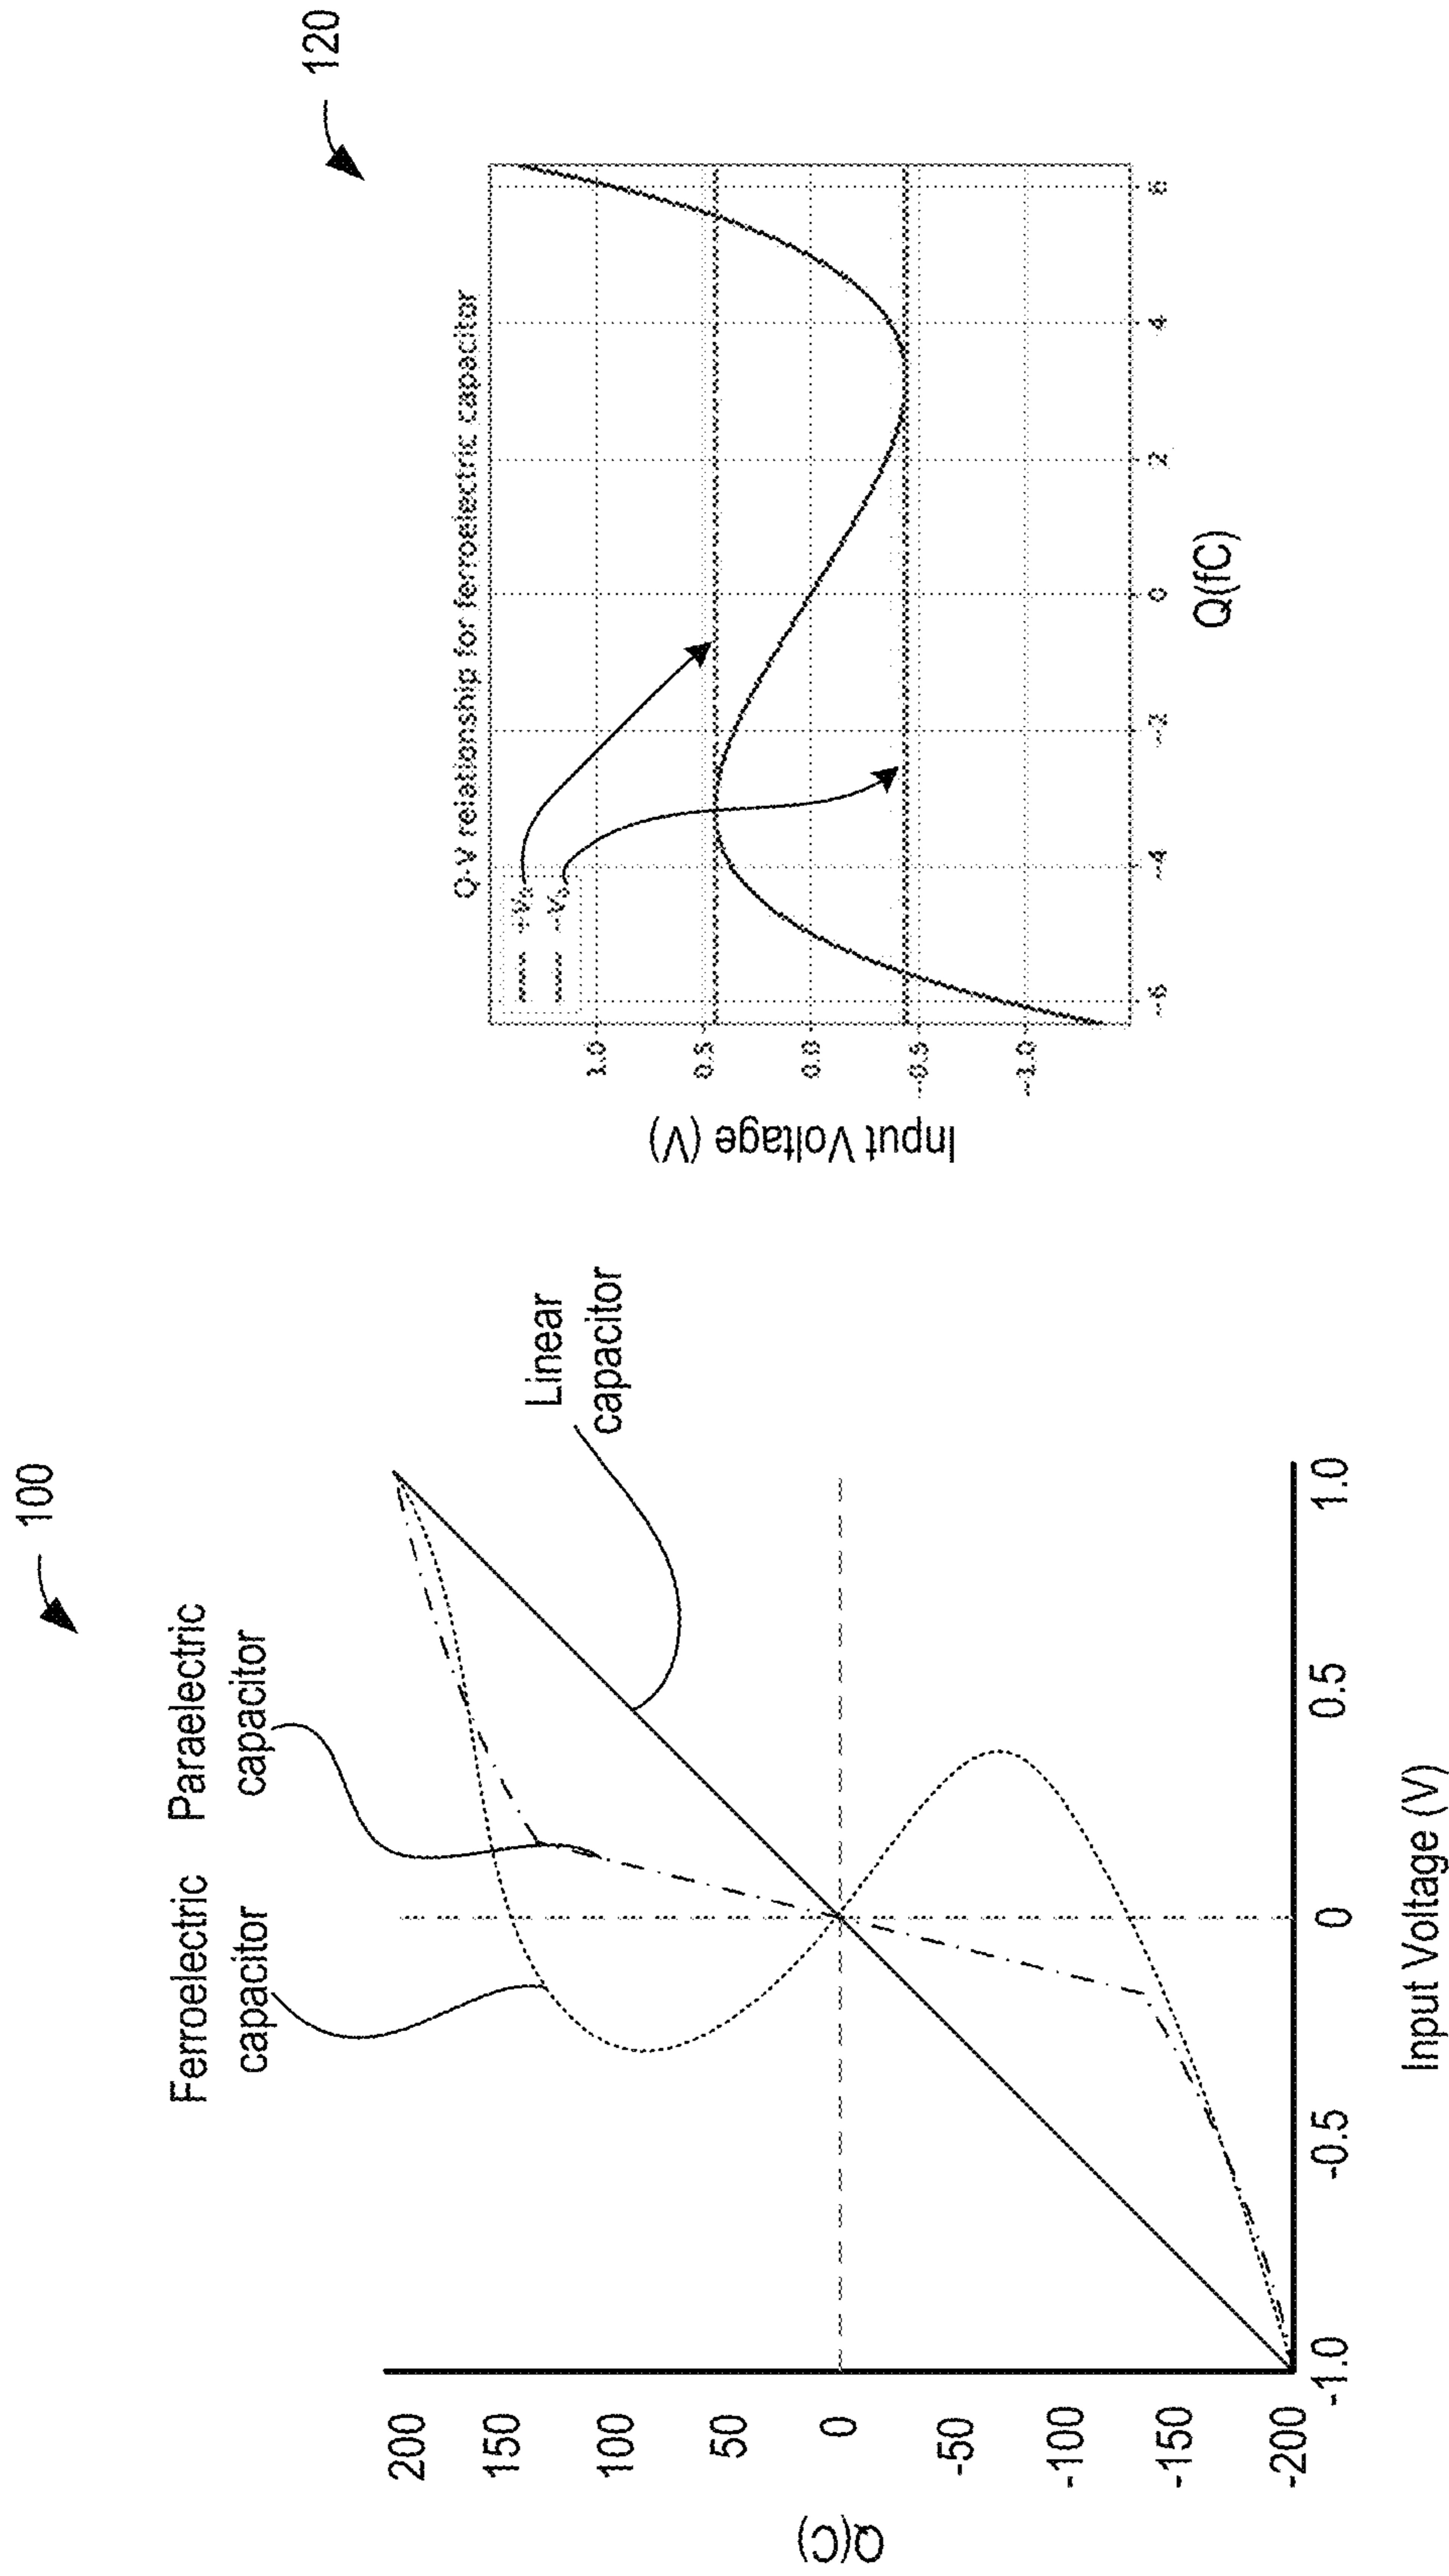 100
Ferroelectric
capacitor
Paraelectric
capacitor
Linear
capacitor
Q(C)
200
150
100
50
0
-50
-100
-150
-200
-1.0
-0.5
0
0.5
1.0
Input Voltage (V)
120
Q-V relationship for ferroelectric capacitor
+V₀
-V₀
Input Voltage (V)
1.0
0.5
0.0
-0.5
-1.0
-6
-4
-2
0
2
4
6
Q(fC)